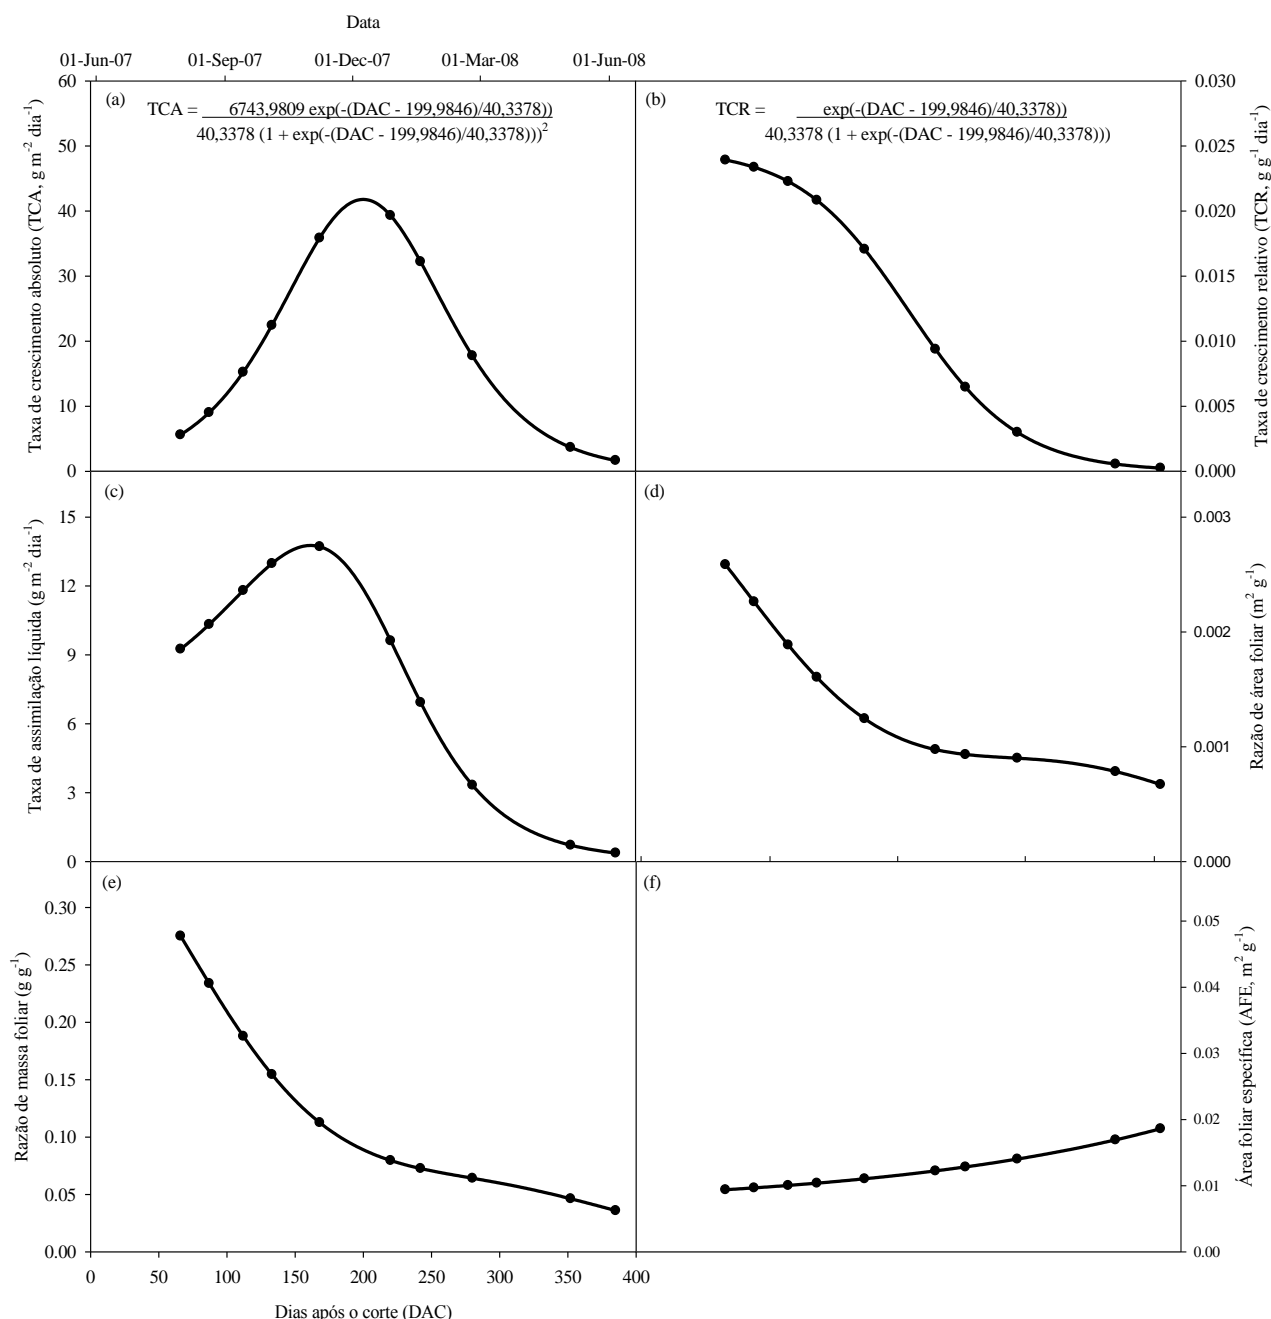 Data
01-Jun-07 01-Sep-07 01-Dec-07 01-Mar-08 01-Jun-08
(a)
TCA = 6743,9809 exp(-(DAC - 199,9846)/40,3378))
40,3378 (1 + exp(-(DAC - 199,9846)/40,3378)))²
60
50
40
30
20
10
0
Taxa de crescimento absoluto (TCA, g m⁻² dia⁻¹)
(b)
TCR = exp(-(DAC - 199,9846)/40,3378))
40,3378 (1 + exp(-(DAC - 199,9846)/40,3378)))
0.030
0.025
0.020
0.015
0.010
0.005
0.000
Taxa de crescimento relativo (TCR, g g⁻¹ dia⁻¹)
(c)
15
12
9
6
3
0
Taxa de assimilação líquida (g m⁻² dia⁻¹)
(d)
0.003
0.002
0.001
0.000
Razão de área foliar (m² g⁻¹)
(e)
0.30
0.25
0.20
0.15
0.10
0.05
0.00
Razão de massa foliar (g g⁻¹)
(f)
0.05
0.04
0.03
0.02
0.01
0.00
Área foliar específica (AFE, m² g⁻¹)
0 50 100 150 200 250 300 350 400
Dias após o corte (DAC)